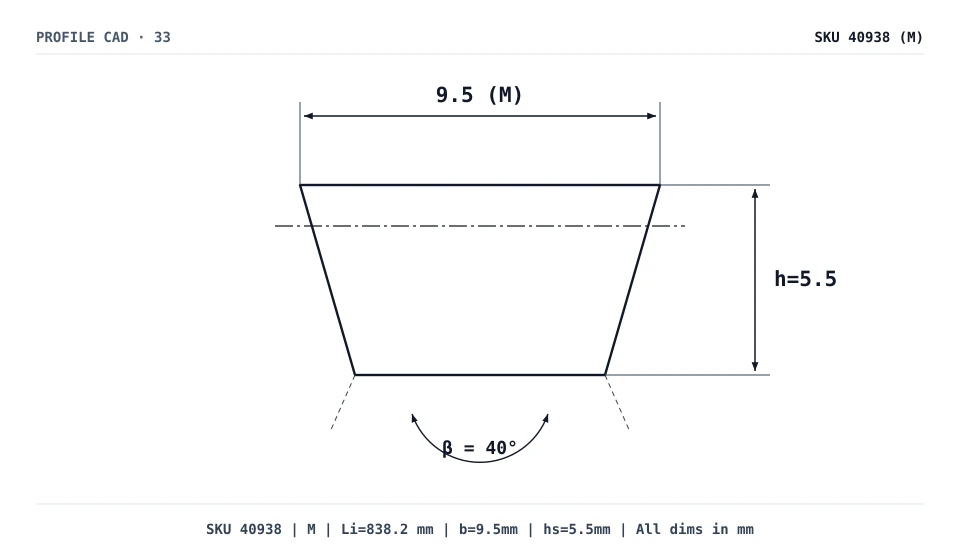 PROFILE CAD · 33
SKU 40938 (M)
9.5 (M)
h=5.5
β = 40°
SKU 40938 | M | Li=838.2 mm | b=9.5mm | hs=5.5mm | All dims in mm